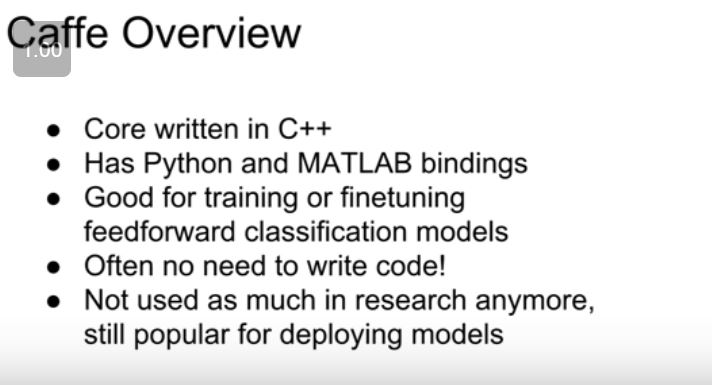 Caffe Overview
1.00
● Core written in C++
● Has Python and MATLAB bindings
● Good for training or finetuning
feedforward classification models
● Often no need to write code!
● Not used as much in research anymore,
still popular for deploying models